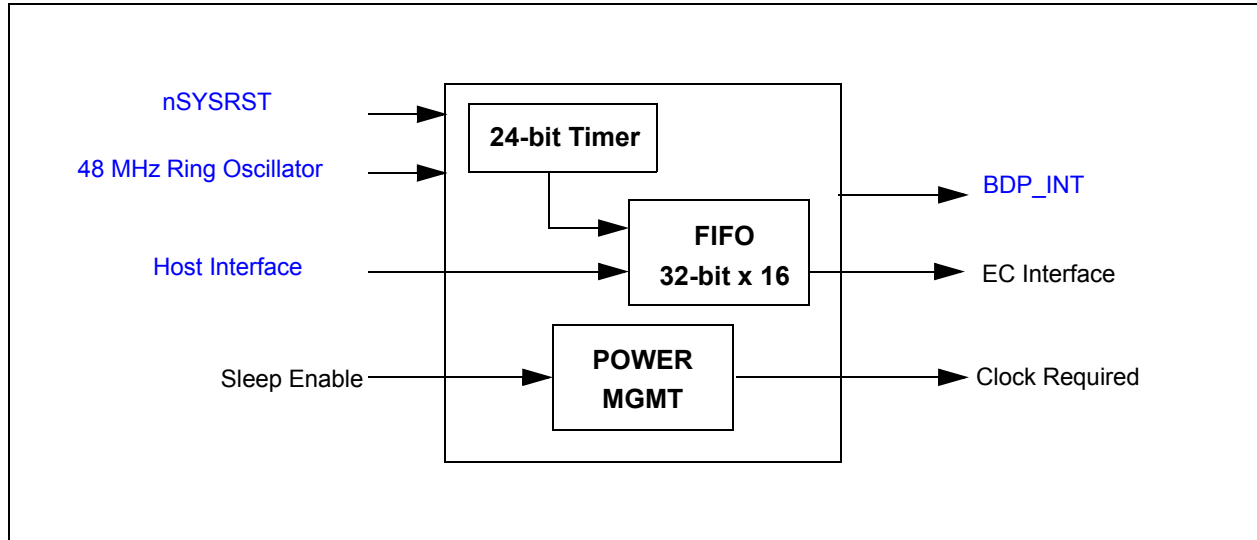 nSYSRST
24-bit Timer
48 MHz Ring Oscillator
BDP_INT
FIFO
32-bit x 16
Host Interface
EC Interface
POWER
MGMT
Sleep Enable
Clock Required